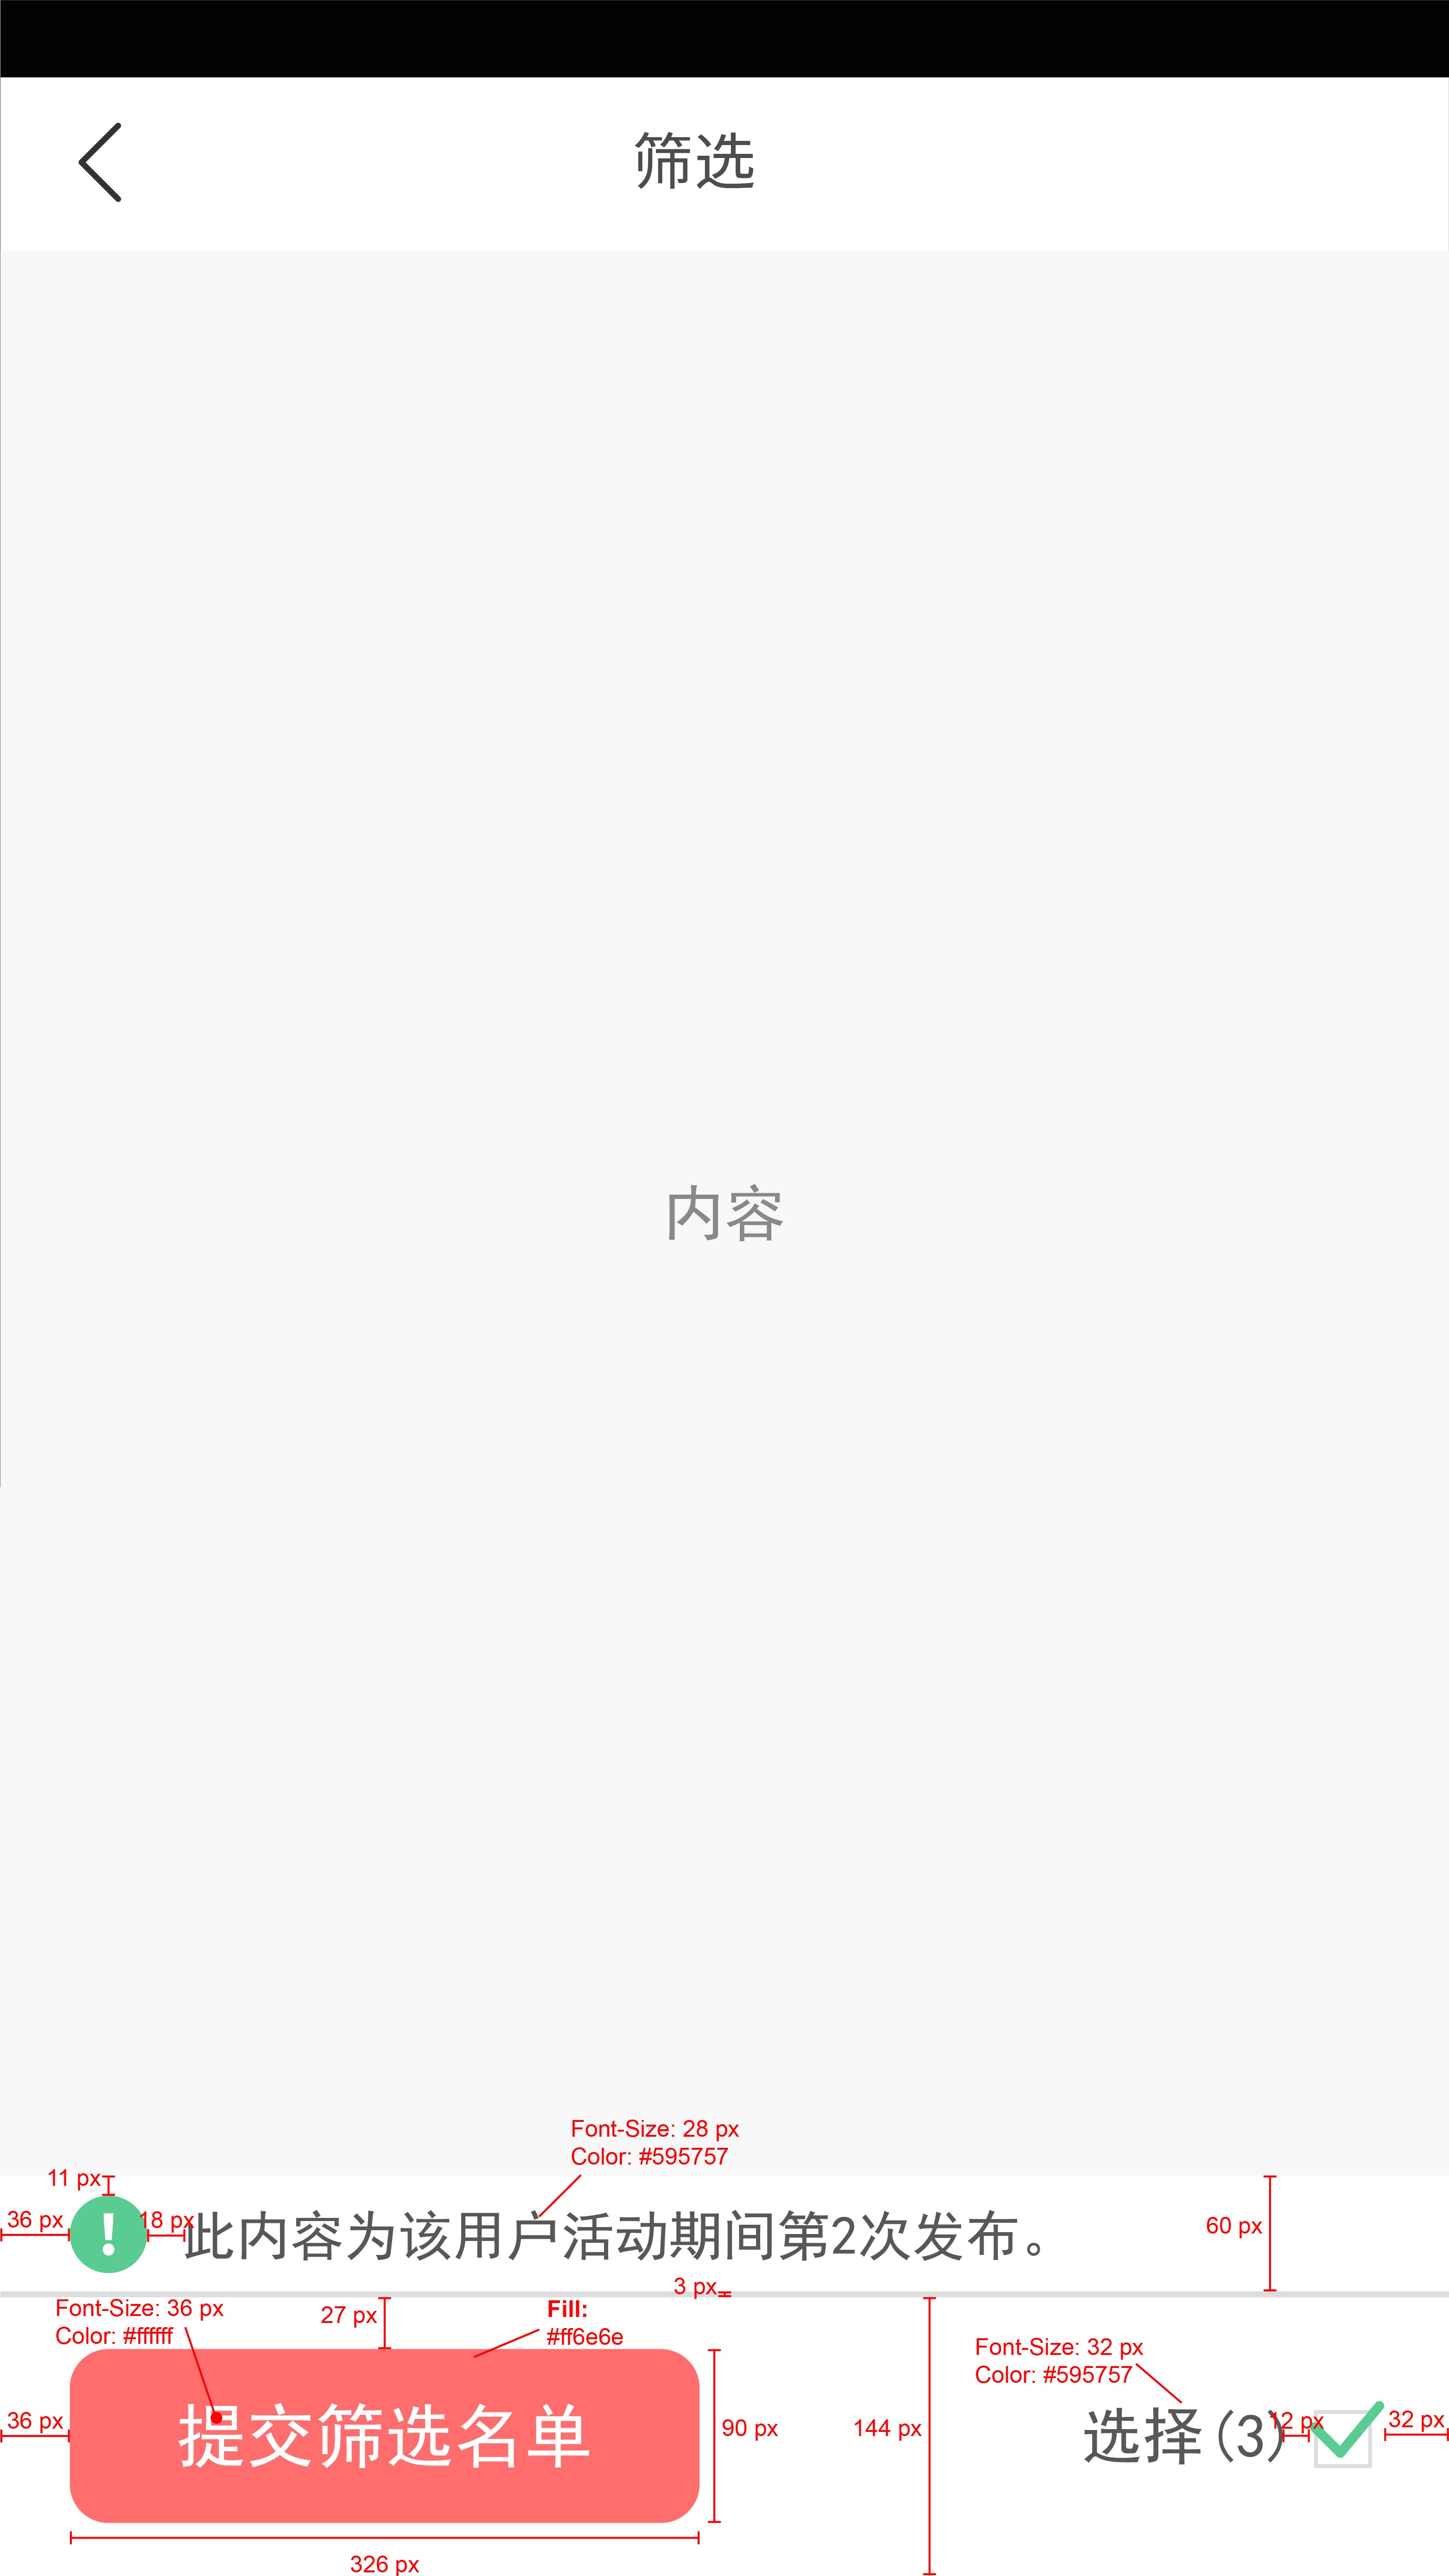 筛选
内容
Font-Size: 28 px
Color: #595757
11 px
36 px
!
18 px
此内容为该用户活动期间第2次发布。
60 px
3 px
Font-Size: 36 px
Color: #ffffff
27 px
Fill:
#ff6e6e
Font-Size: 32 px
Color: #595757
36 px
提交筛选名单
90 px
144 px
选择(3)
12 px
32 px
326 px